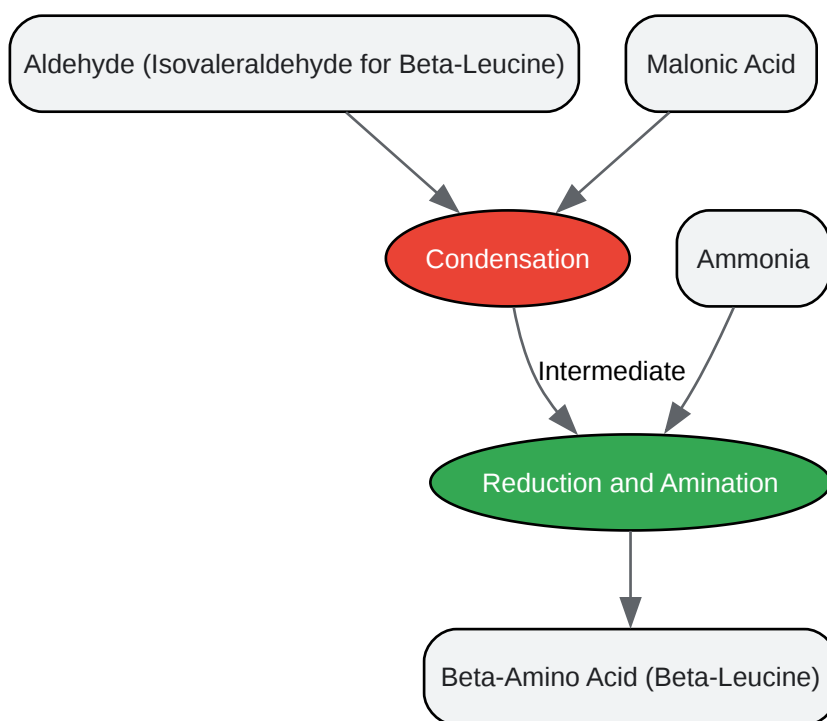 Aldehyde (Isovaleraldehyde for Beta-Leucine)
Malonic Acid
Condensation
Ammonia
Intermediate
Reduction and Amination
Beta-Amino Acid (Beta-Leucine)